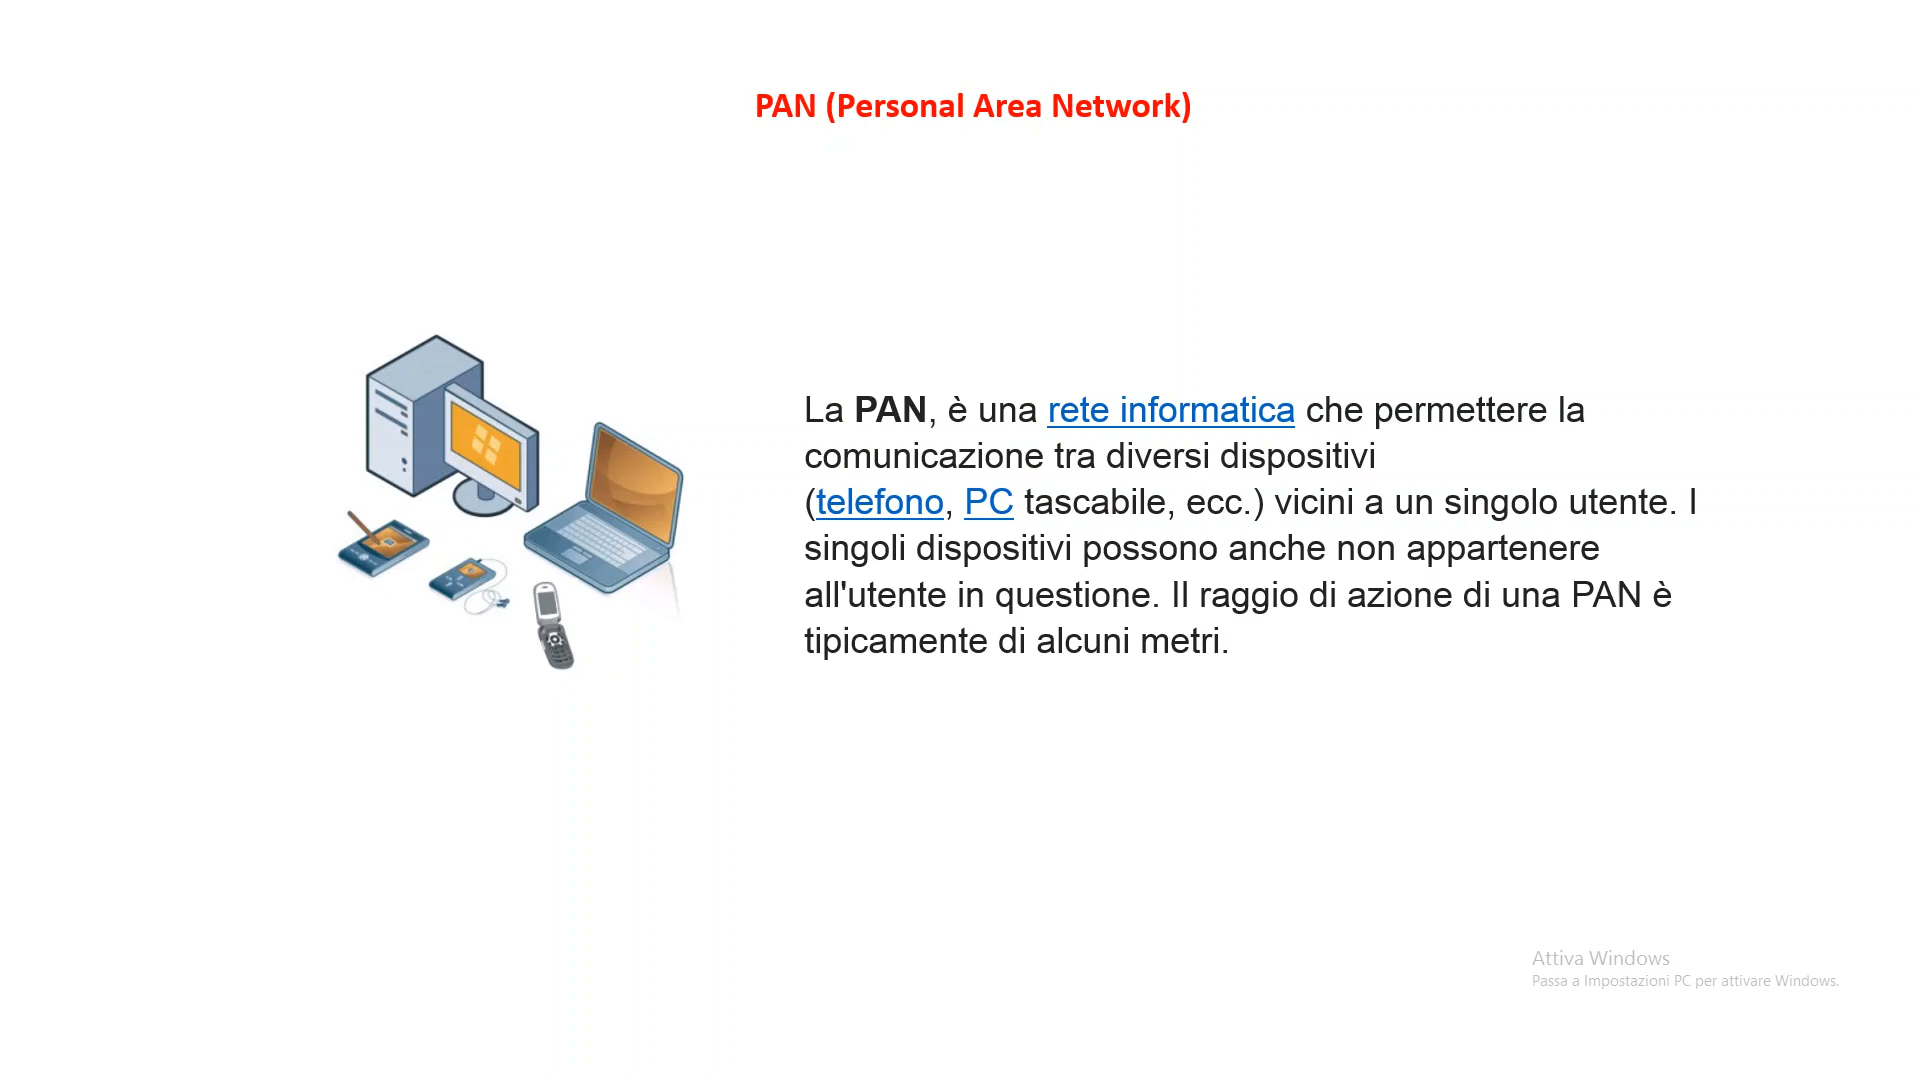 PAN (Personal Area Network)
La PAN, è una rete informatica che permettere la
comunicazione tra diversi dispositivi
(telefono, PC tascabile, ecc.) vicini a un singolo utente. I
singoli dispositivi possono anche non appartenere
all'utente in questione. Il raggio di azione di una PAN è
tipicamente di alcuni metri.
Attiva Windows
Passa a Impostazioni PC per attivare Windows.